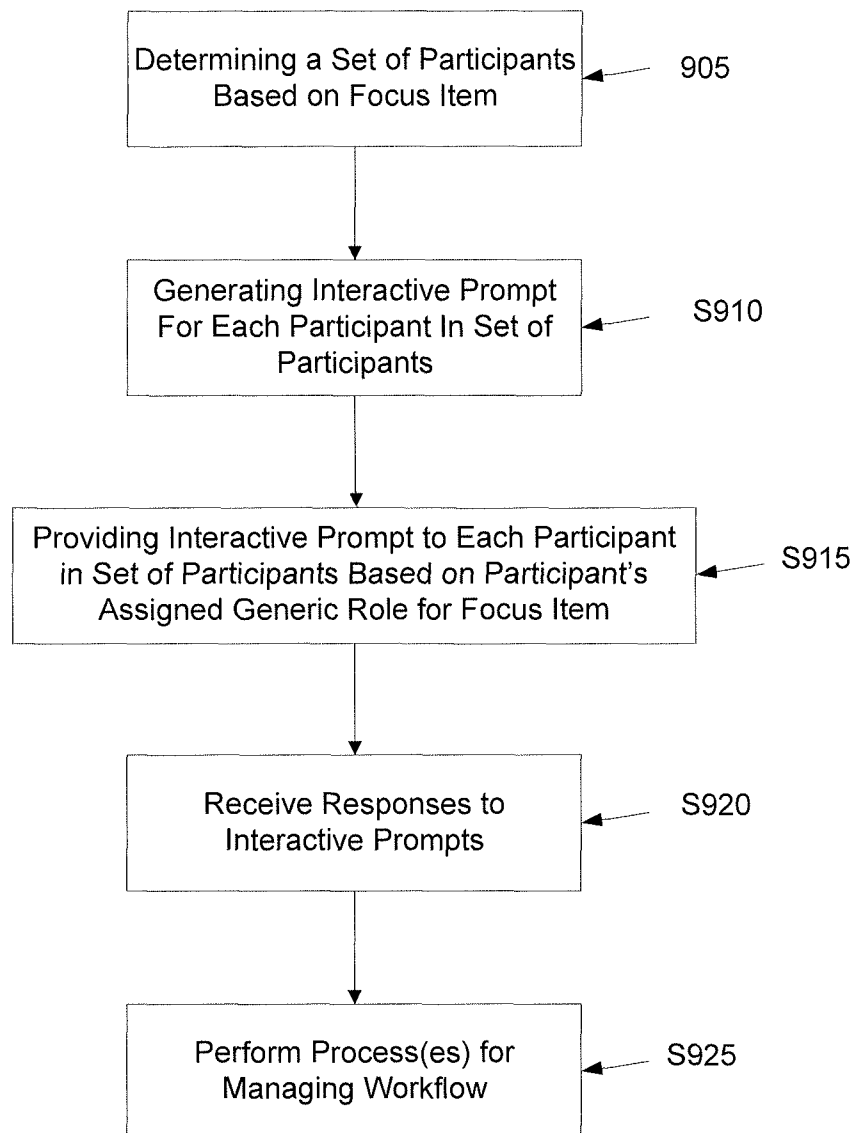 Determining a Set of Participants
Based on Focus Item
905
Generating Interactive Prompt
For Each Participant In Set of
Participants
S910
Providing Interactive Prompt to Each Participant
in Set of Participants Based on Participant's
Assigned Generic Role for Focus Item
S915
Receive Responses to
Interactive Prompts
S920
Perform Process(es) for
Managing Workflow
S925